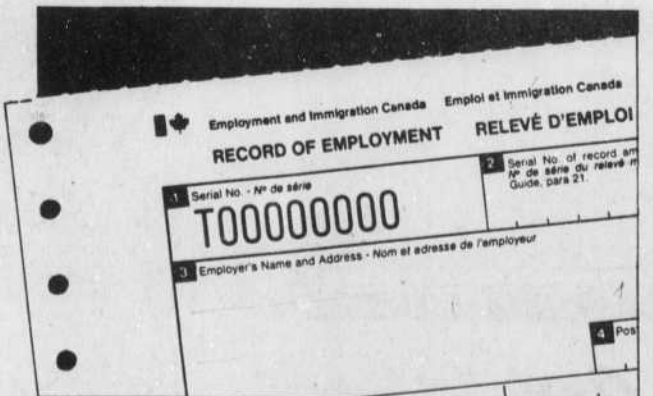 Employment and Immigration Canada Emploi et Immigration Canada
RECORD OF EMPLOYMENT RELEVÉ D'EMPLOI
1 Serial No. - Nº de série
T00000000
2 Serial No. of record am
Nº de série du relevé m
Guide, para 21.
3 Employer's Name and Address - Nom et adresse de l'employeur
4 Pos